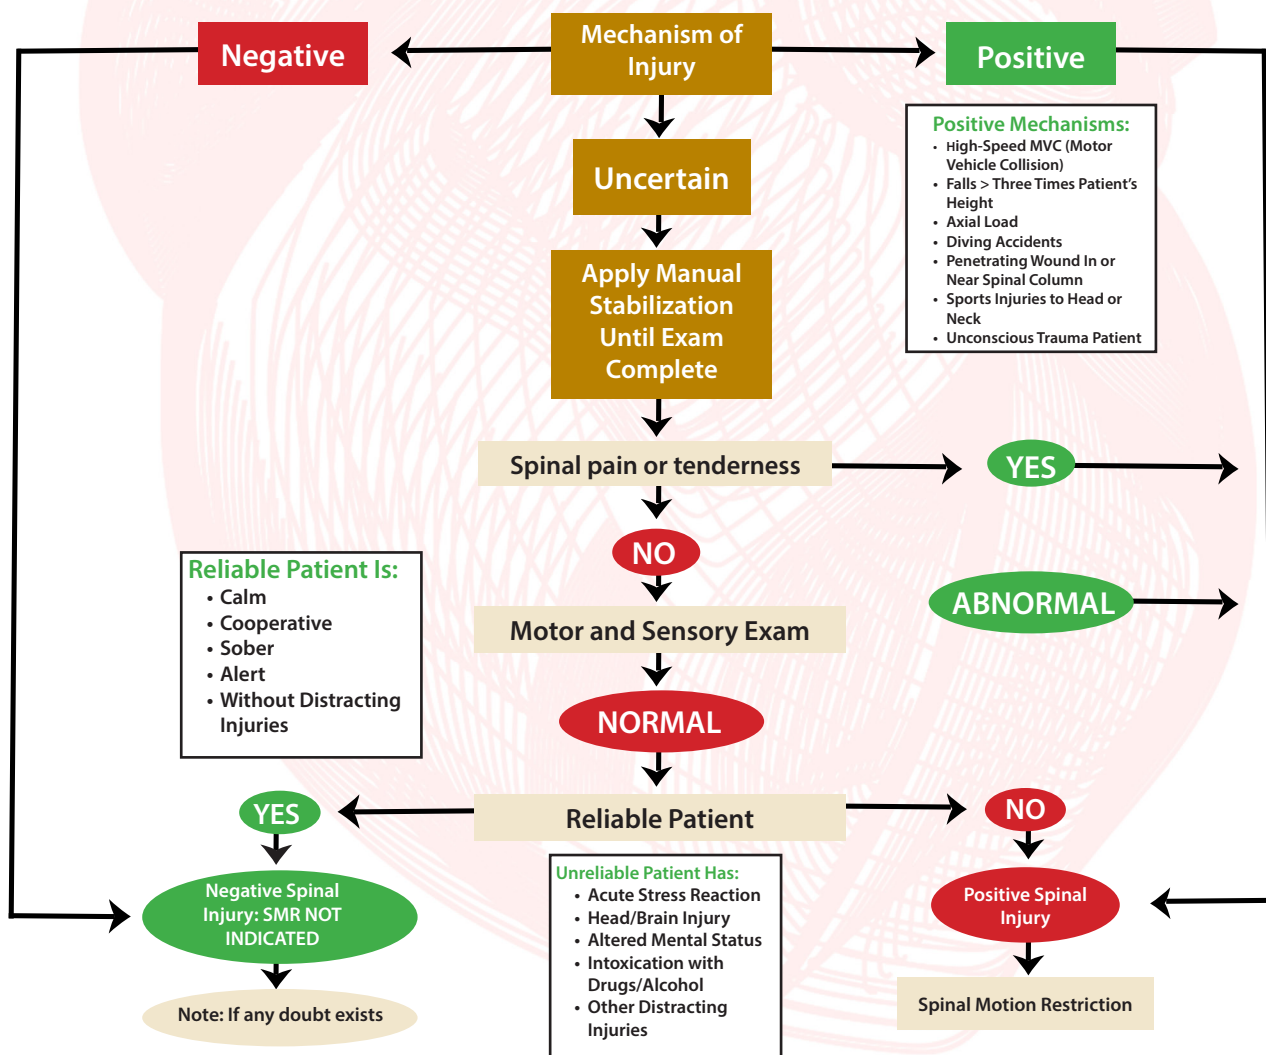 Negative
Mechanism of
Injury
Positive
Positive Mechanisms:
• High-Speed MVC (Motor
Vehicle Collision)
• Falls > Three Times Patient's
Height
• Axial Load
• Diving Accidents
• Penetrating Wound In or
Near Spinal Column
• Sports Injuries to Head or
Neck
• Unconscious Trauma Patient
Uncertain
Apply Manual
Stabilization
Until Exam
Complete
Spinal pain or tenderness
YES
NO
ABNORMAL
Motor and Sensory Exam
Reliable Patient Is:
• Calm
• Cooperative
• Sober
• Alert
• Without Distracting
Injuries
NORMAL
YES
Reliable Patient
NO
Negative Spinal
Injury: SMR NOT
INDICATED
Unreliable Patient Has:
• Acute Stress Reaction
• Head/Brain Injury
• Altered Mental Status
• Intoxication with
Drugs/Alcohol
• Other Distracting
Injuries
Positive Spinal
Injury
Note: If any doubt exists
Spinal Motion Restriction